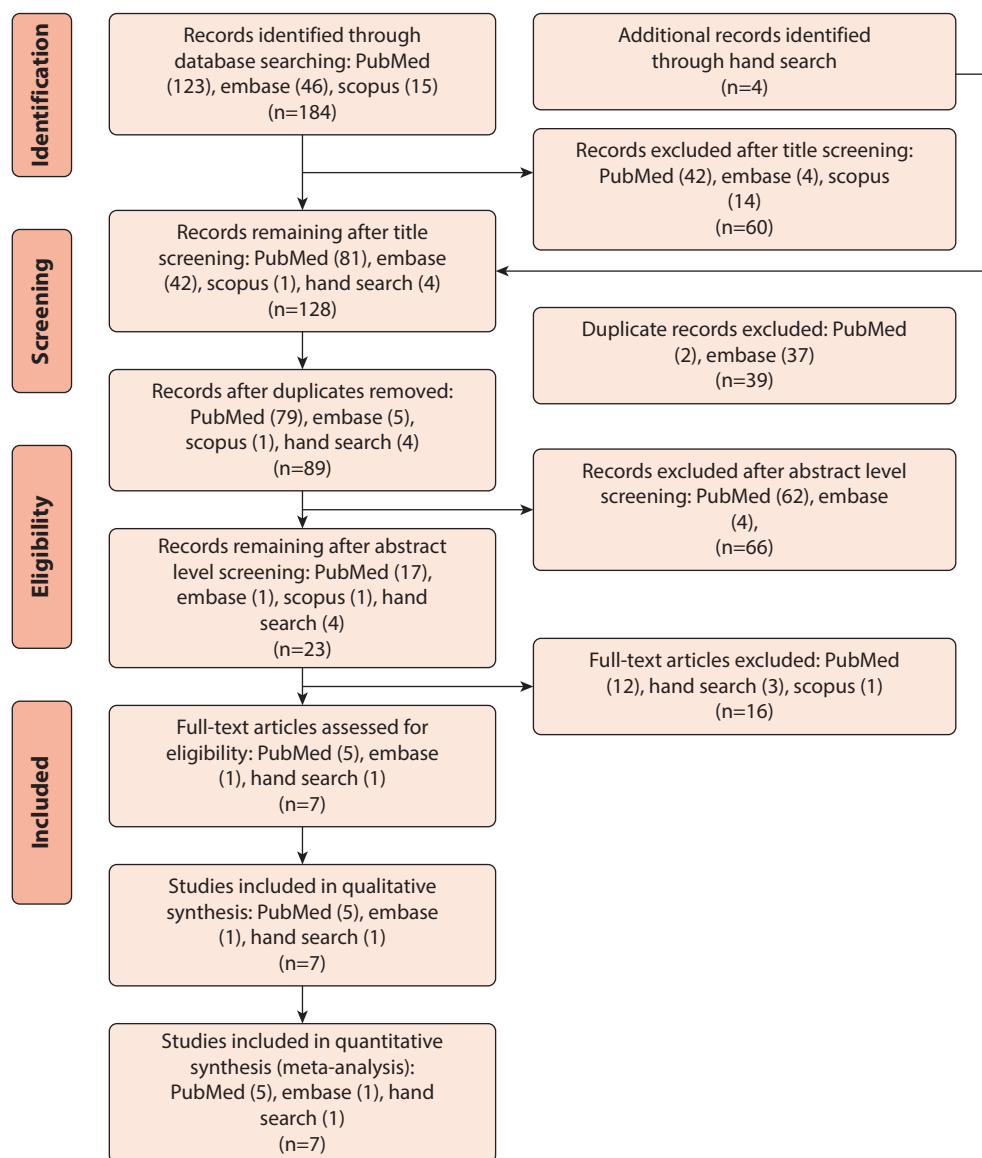 Identification
Records identified through
database searching: PubMed
(123), embase (46), scopus (15)
(n=184)
Additional records identified
through hand search
(n=4)
Records excluded after title screening:
PubMed (42), embase (4), scopus
(14)
(n=60)
Screening
Records remaining after title
screening: PubMed (81), embase
(42), scopus (1), hand search (4)
(n=128)
Duplicate records excluded: PubMed
(2), embase (37)
(n=39)
Records after duplicates removed:
PubMed (79), embase (5),
scopus (1), hand search (4)
(n=89)
Eligibility
Records excluded after abstract level
screening: PubMed (62), embase
(4),
(n=66)
Records remaining after abstract
level screening: PubMed (17),
embase (1), scopus (1), hand
search (4)
(n=23)
Full-text articles excluded: PubMed
(12), hand search (3), scopus (1)
(n=16)
Included
Full-text articles assessed for
eligibility: PubMed (5), embase
(1), hand search (1)
(n=7)
Studies included in qualitative
synthesis: PubMed (5), embase
(1), hand search (1)
(n=7)
Studies included in quantitative
synthesis (meta-analysis):
PubMed (5), embase (1), hand
search (1)
(n=7)